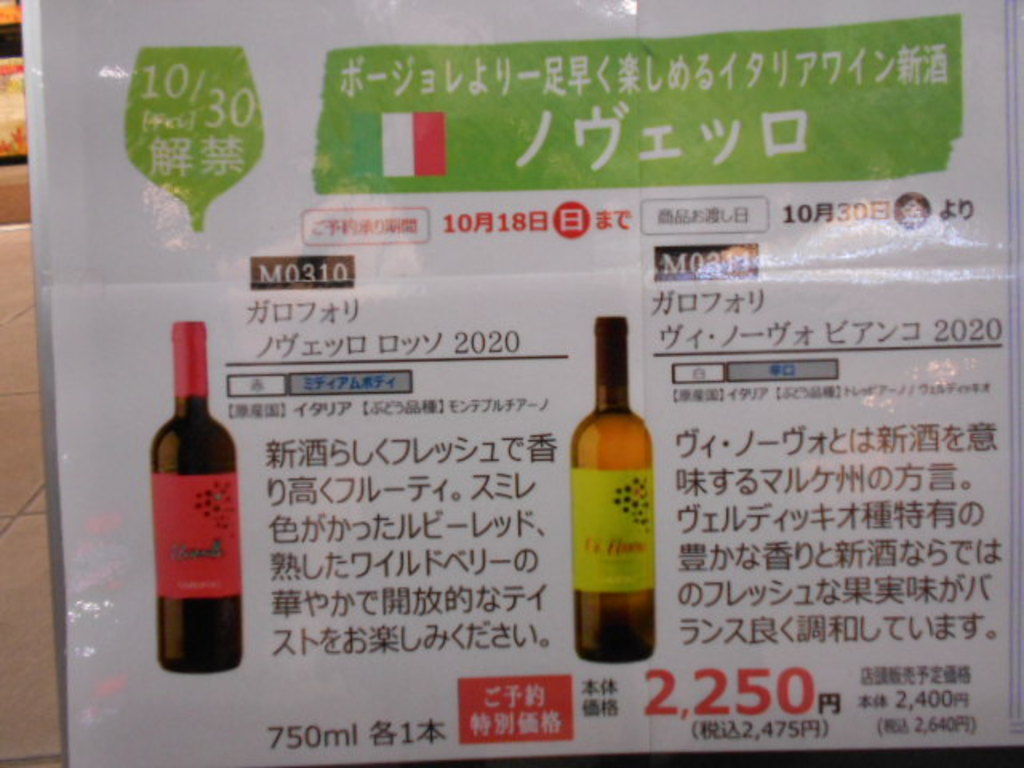 10/30
解禁
ボージョレより一足早く楽しめるイタリアワイン新酒
ノヴェッロ
ご予約承り期間 10月18日(日)まで
商品お渡し日 10月30日(金)より
M0310
ガロフォリ
ノヴェッロ ロッソ 2020
赤 ミディアムボディ
【原産国】イタリア 【ぶどう品種】モンテプルチアーノ
新酒らしくフレッシュで香
り高くフルーティ。スミレ
色がかったルビーレッド、
熟したワイルドベリーの
華やかで開放的なテイ
ストをお楽しみください。
ガロフォリ
ヴィ・ノーヴォ ビアンコ 2020
白 辛口
【原産国】イタリア 【ぶどう品種】トレッビアーノ/ヴェルディッキオ
ヴィ・ノーヴォとは新酒を意
味するマルケ州の方言。
ヴェルディッキオ種特有の
豊かな香りと新酒ならでは
のフレッシュな果実味がバ
ランス良く調和しています。
750ml 各1本
ご予約
特別価格
本体
価格
2,250円
(税込2,475円)
店頭販売予定価格
本体 2,400円
(税込 2,640円)